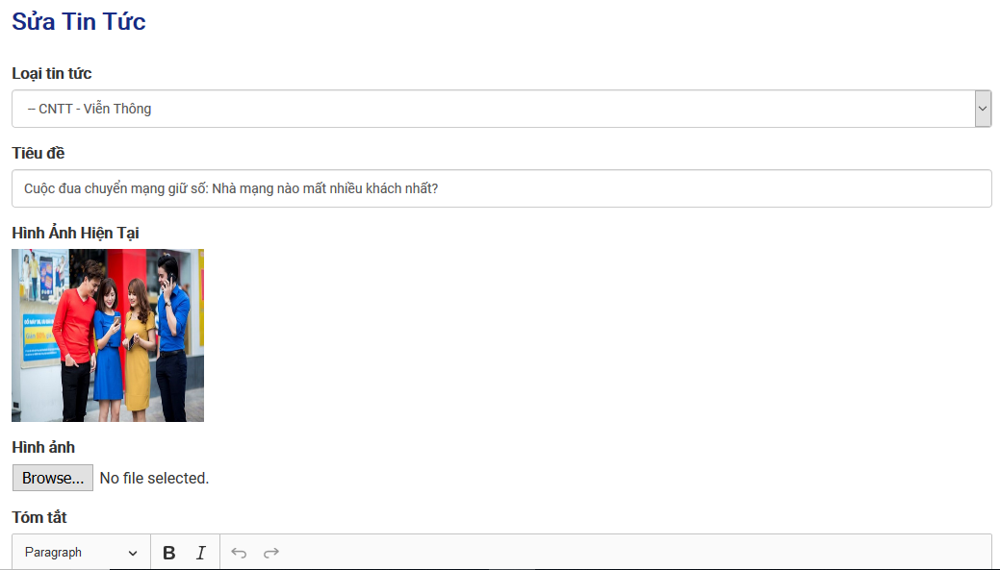 Sửa Tin Tức
Loại tin tức
-- CNTT - Viễn Thông
Tiêu đề
Cuộc đua chuyển mạng giữ số: Nhà mạng nào mất nhiều khách nhất?
Hình Ảnh Hiện Tại
Hình ảnh
Browse... No file selected.
Tóm tắt
Paragraph B I